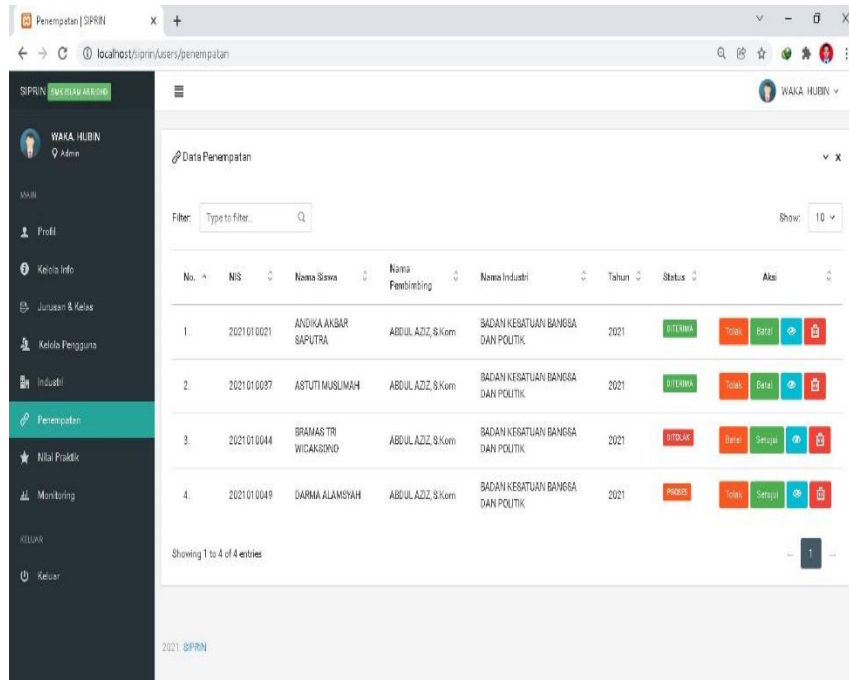 Penempatan | SIPRIN
localhost/siprin/users/penempatan
SIPRIN SMK ISLAM ARRIDHO
WAKA. HUBIN
WAKA. HUBIN
Admin
MAIN
Profil
Kelola Info
Jurusan & Kelas
Kelola Pengguna
Industri
Penempatan
Nilai Praktik
Monitoring
KELUAR
Keluar
Data Penempatan
Filter: Type to filter... Show: 10
No. NIS Nama Siswa Nama Pembimbing Nama Industri Tahun Status Aksi
1. 2021010021 ANDIKA AKBAR SAPUTRA ABDUL AZIZ, S.Kom BADAN KESATUAN BANGSA DAN POLITIK 2021 DITERIMA Tolak Batal
2. 2021010037 ASTUTI MUSLIMAH ABDUL AZIZ, S.Kom BADAN KESATUAN BANGSA DAN POLITIK 2021 DITERIMA Tolak Batal
3. 2021010044 BRAMAS TRI WICAKSONO ABDUL AZIZ, S.Kom BADAN KESATUAN BANGSA DAN POLITIK 2021 DITOLAK Batal Setujui
4. 2021010049 DARMA ALAMSYAH ABDUL AZIZ, S.Kom BADAN KESATUAN BANGSA DAN POLITIK 2021 PROSES Tolak Setujui
Showing 1 to 4 of 4 entries
1
2021 SIPRIN